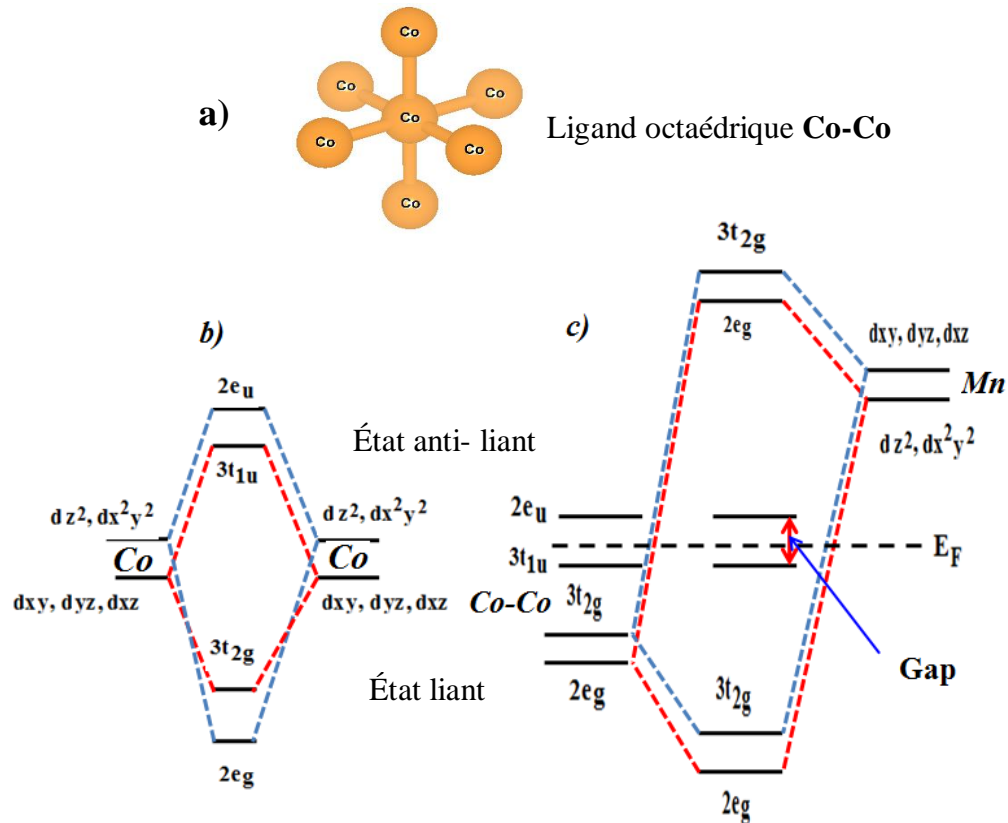 a)
Co
Co
Co
Co
Co
Co
Co
Ligand octaédrique Co-Co
b)
2eu
3t1u
État anti- liant
dz2, dx2y2
dz2, dx2y2
Co
Co
dxy, dyz, dxz
dxy, dyz, dxz
3t2g
État liant
2eg
c)
3t2g
2eg
dxy, dyz, dxz
Mn
dz2, dx2y2
2eu
3t1u
EF
Co-Co
3t2g
2eg
Gap
3t2g
2eg